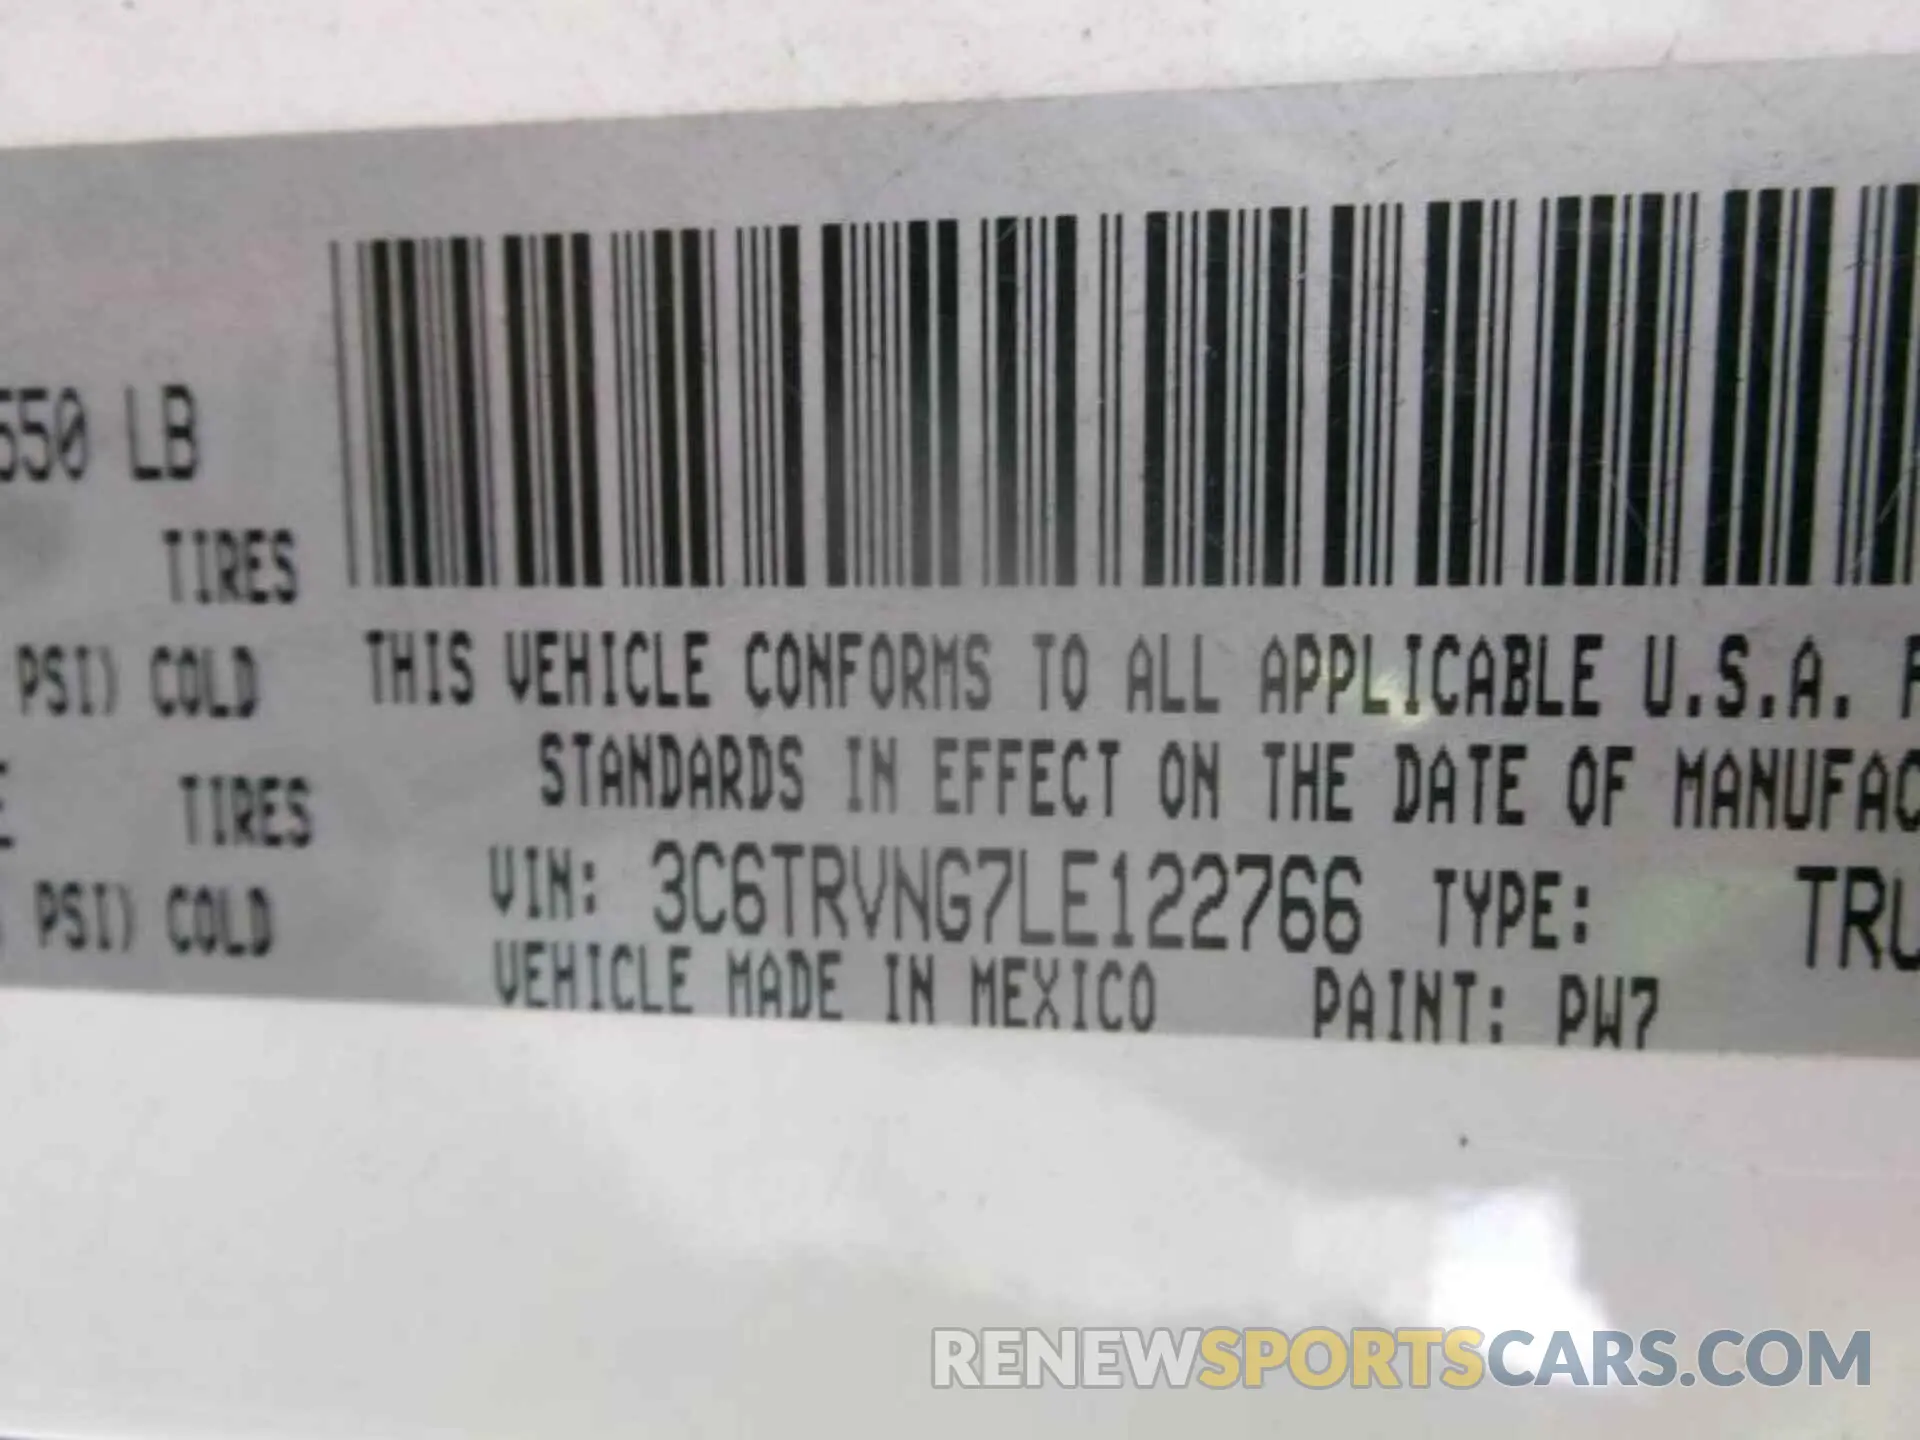 550 LB
TIRES
PSI) COLD
TIRES
PSI) COLD
THIS VEHICLE CONFORMS TO ALL APPLICABLE U.S.A. F
STANDARDS IN EFFECT ON THE DATE OF MANUFAC
VIN: 3C6TRVNG7LE122766 TYPE: TRU
VEHICLE MADE IN MEXICO PAINT: PW7
RENEWSPORTSCARS.COM